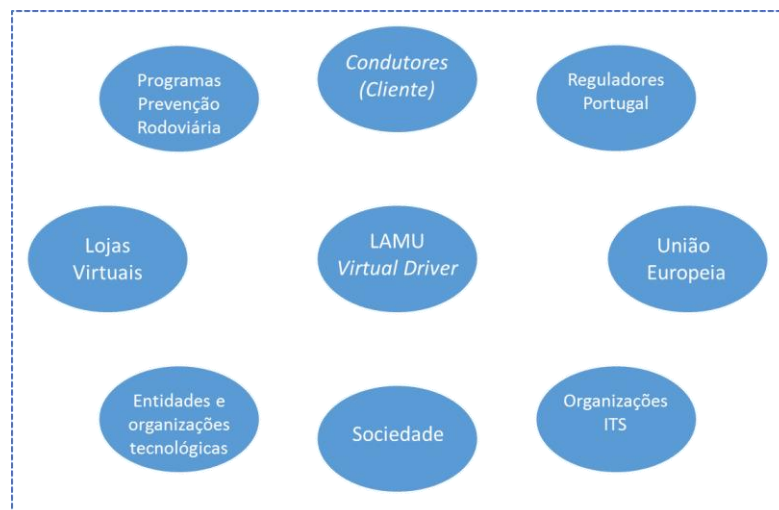 Programas
Prevenção
Rodoviária
Condutores
(Cliente)
Reguladores
Portugal
Lojas
Virtuais
LAMU
Virtual Driver
União
Europeia
Entidades e
organizações
tecnológicas
Sociedade
Organizações
ITS